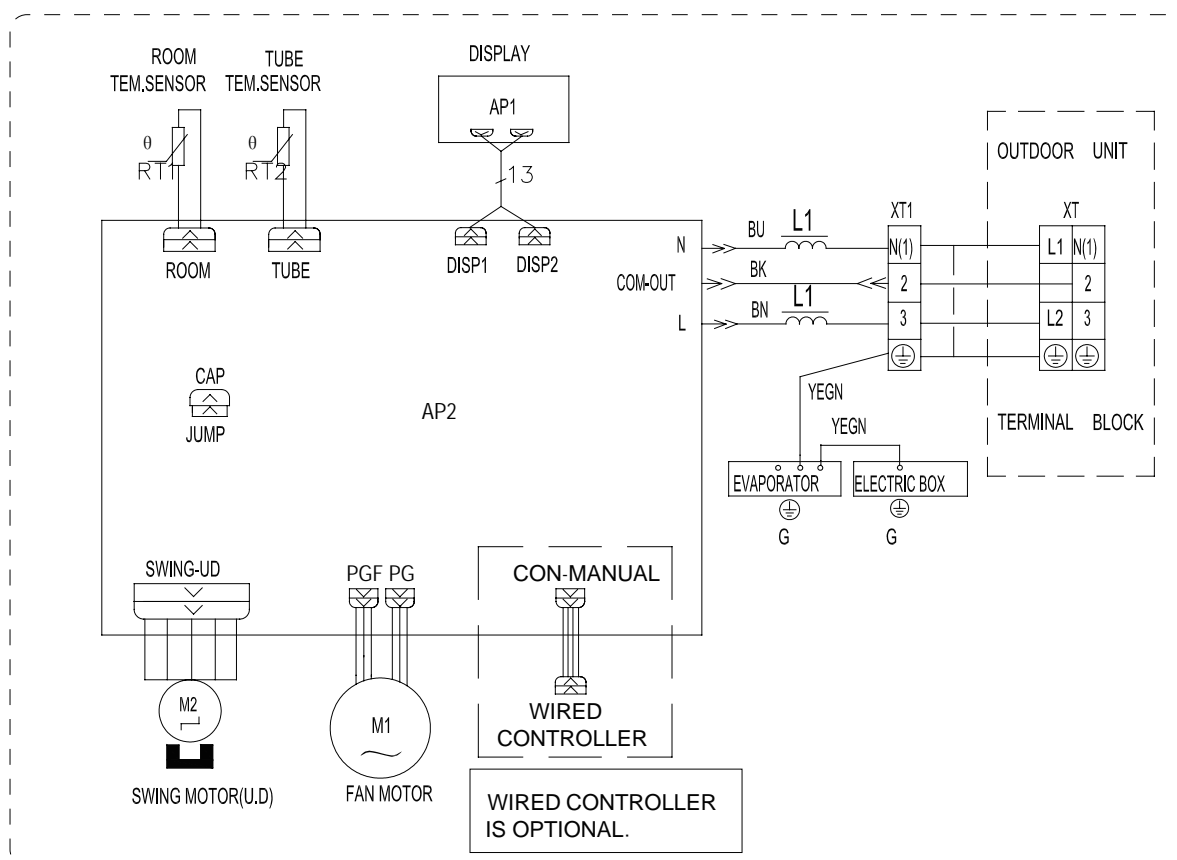 ROOM
TEM.SENSOR
TUBE
TEM.SENSOR
DISPLAY
AP1
θ
RT1
θ
RT2
13
OUTDOOR UNIT
ROOM
TUBE
DISP1
DISP2
N
BU
L1
XT1
XT
N(1)
L1
N(1)
COM-OUT
BK
2
2
L
BN
L1
3
L2
3
CAP
JUMP
AP2
YEGN
YEGN
TERMINAL BLOCK
EVAPORATOR
ELECTRIC BOX
G
G
SWING-UD
PGF
PG
CON-MANUAL
M2
M1
WIRED
CONTROLLER
SWING MOTOR(U.D)
FAN MOTOR
WIRED CONTROLLER
IS OPTIONAL.